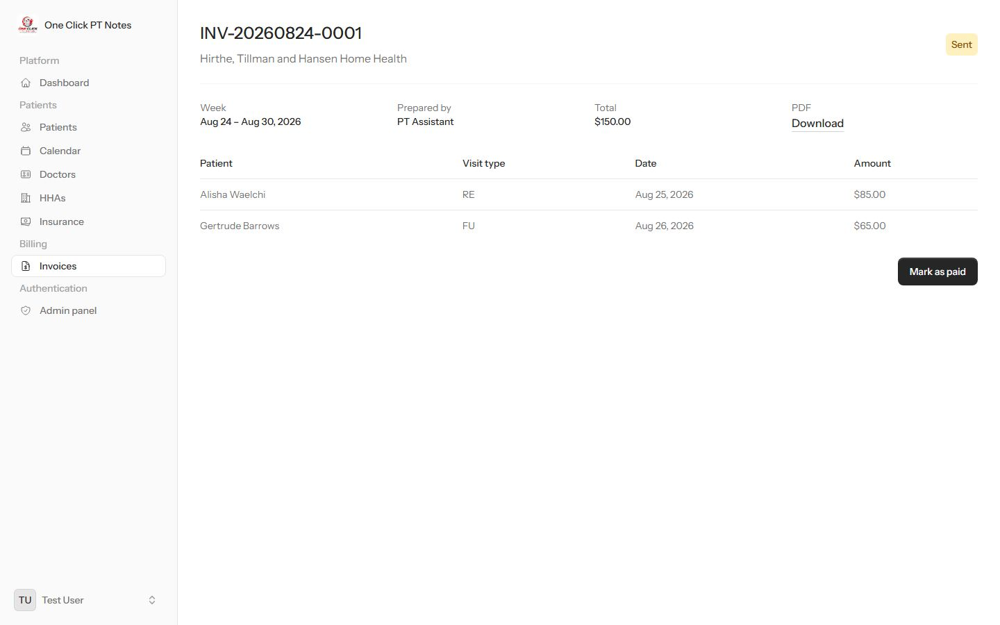 One Click PT Notes
Platform
Dashboard
Patients
Patients
Calendar
Doctors
HHAs
Insurance
Billing
Invoices
Authentication
Admin panel
TU Test User
INV-20260824-0001
Hirthe, Tillman and Hansen Home Health
Sent
Week Prepared by Total PDF
Aug 24 – Aug 30, 2026 PT Assistant $150.00 Download
Patient Visit type Date Amount
Alisha Waelchi RE Aug 25, 2026 $85.00
Gertrude Barrows FU Aug 26, 2026 $65.00
Mark as paid